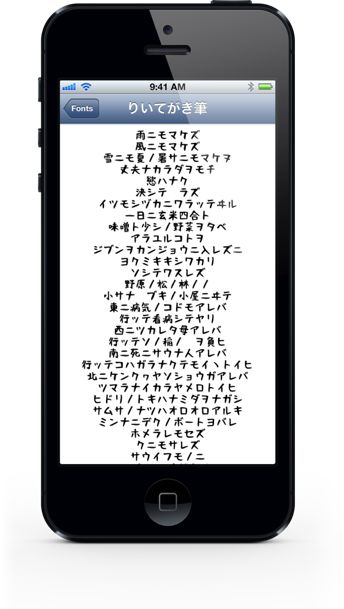 9:41 AM
Fonts
りいてがき筆
雨ニモマケズ
風ニモマケズ
雪ニモ夏ノ暑サニモマケヌ
丈夫ナカラダヲモチ
慾ハナク
決シテ　ラズ
イツモシヅカニワラッテヰル
一日ニ玄米四合ト
味噌ト少シノ野菜ヲタベ
アラユルコトヲ
ジブンヲカンジョウニ入レズニ
ヨクミキキシワカリ
ソシテワスレズ
野原ノ松ノ林ノノ
小サナ　ブキノ小屋ニヰテ
東ニ病気ノコドモアレバ
行ッテ看病シテヤリ
西ニツカレタ母アレバ
行ッテソノ稲ノ　ヲ負ヒ
南ニ死ニサウナ人アレバ
行ッテコハガラナクテモイヽトイヒ
北ニケンクヮヤソショウガアレバ
ツマラナイカラヤメロトイヒ
ヒドリノトキハナミダヲナガシ
サムサノナツハオロオロアルキ
ミンナニデクノボートヨバレ
ホメラレモセズ
クニモサレズ
サウイフモノニ